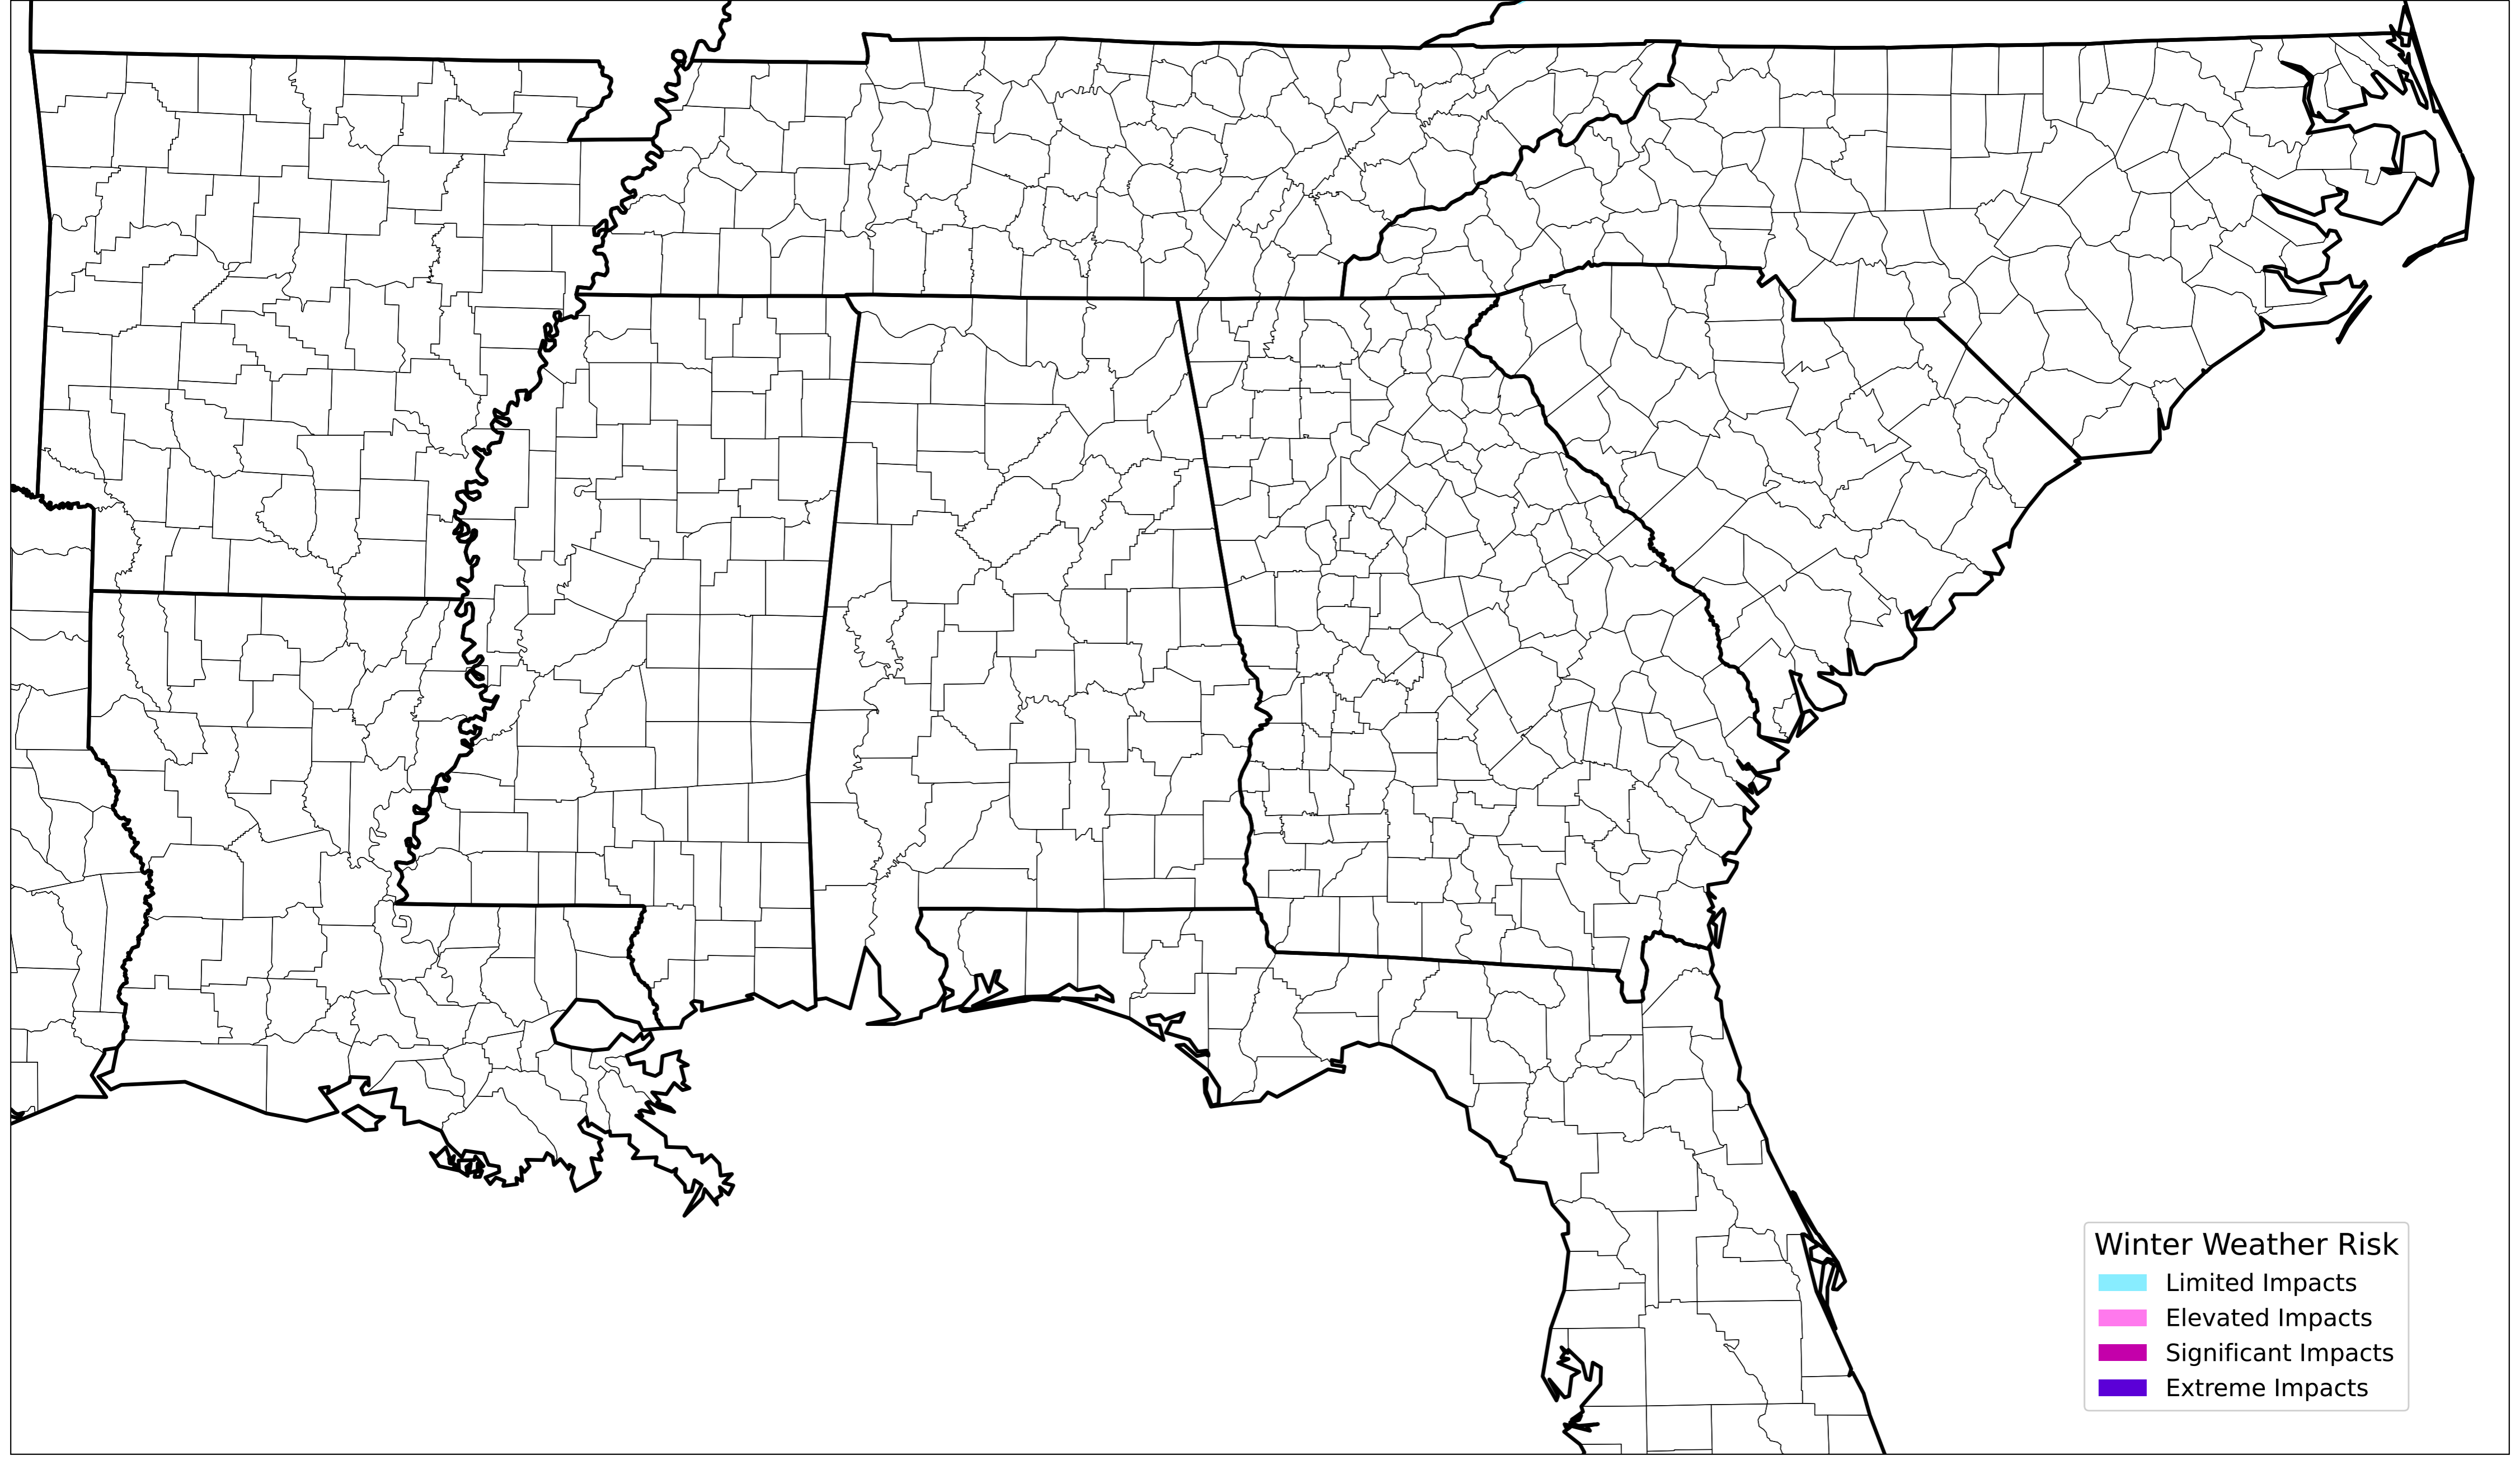 Winter Weather Risk
Limited Impacts
Elevated Impacts
Significant Impacts
Extreme Impacts